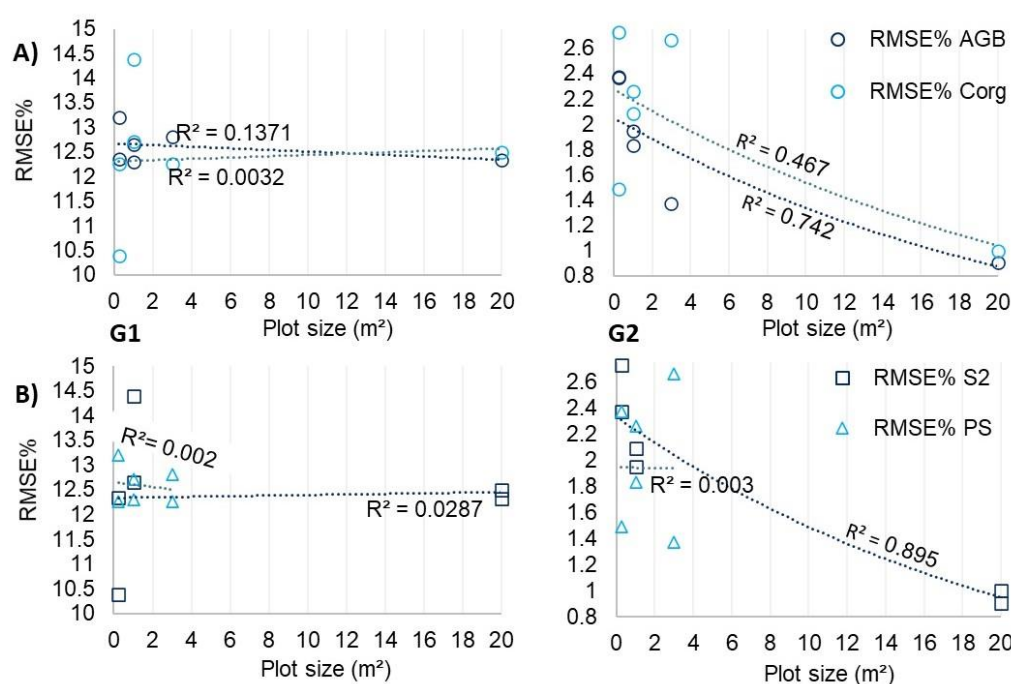 A)
RMSE%
15
14.5
14
13.5
13
12.5
12
11.5
11
10.5
10
R² = 0.1371
R² = 0.0032
0 2 4 6 8 10 12 14 16 18 20
Plot size (m²)
G1
2.6
2.4
2.2
2
1.8
1.6
1.4
1.2
1
0.8
RMSE% AGB
RMSE% Corg
R² = 0.467
R² = 0.742
0 2 4 6 8 10 12 14 16 18 20
Plot size (m²)
G2
B)
RMSE%
15
14.5
14
13.5
13
12.5
12
11.5
11
10.5
10
R² = 0.002
R² = 0.0287
0 2 4 6 8 10 12 14 16 18 20
Plot size (m²)
2.6
2.4
2.2
2
1.8
1.6
1.4
1.2
1
0.8
RMSE% S2
RMSE% PS
R² = 0.003
R² = 0.895
0 2 4 6 8 10 12 14 16 18 20
Plot size (m²)